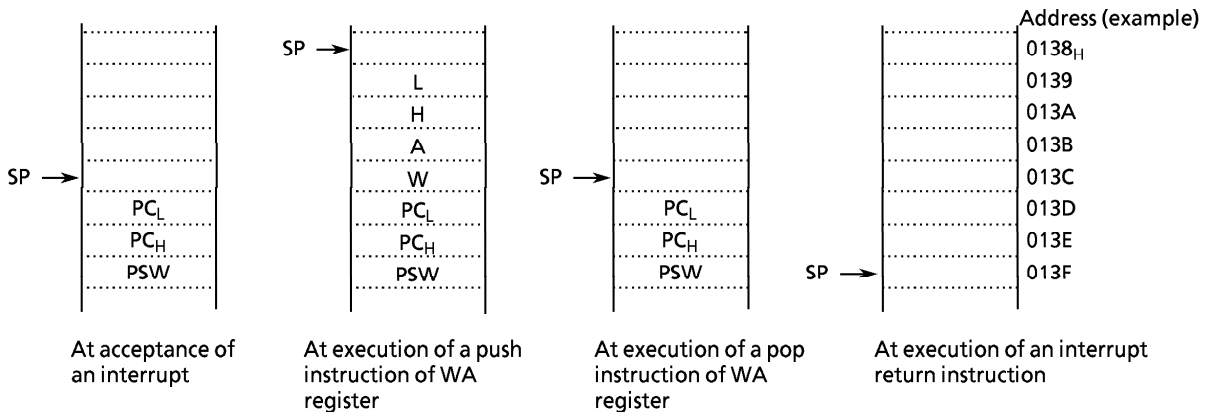 Address (example)
SP
SP
L
H
A
W
PCL
PCH
PSW
SP
PCL
PCH
PSW
SP
PCL
PCH
PSW
SP
0138H
0139
013A
013B
013C
013D
013E
013F
At acceptance of
an interrupt
At execution of a push
instruction of WA
register
At execution of a pop
instruction of WA
register
At execution of an interrupt
return instruction